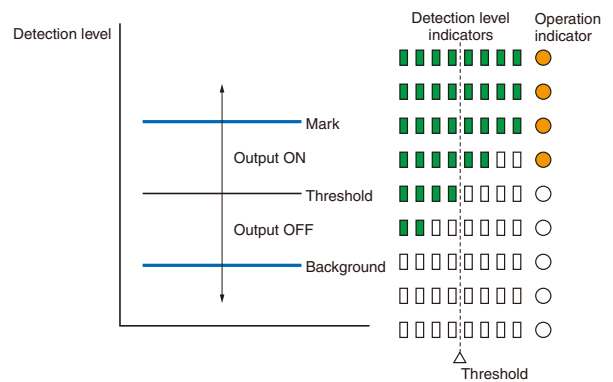 Detection level
Detection level
indicators
Operation
indicator
Mark
Output ON
Threshold
Output OFF
Background
Threshold